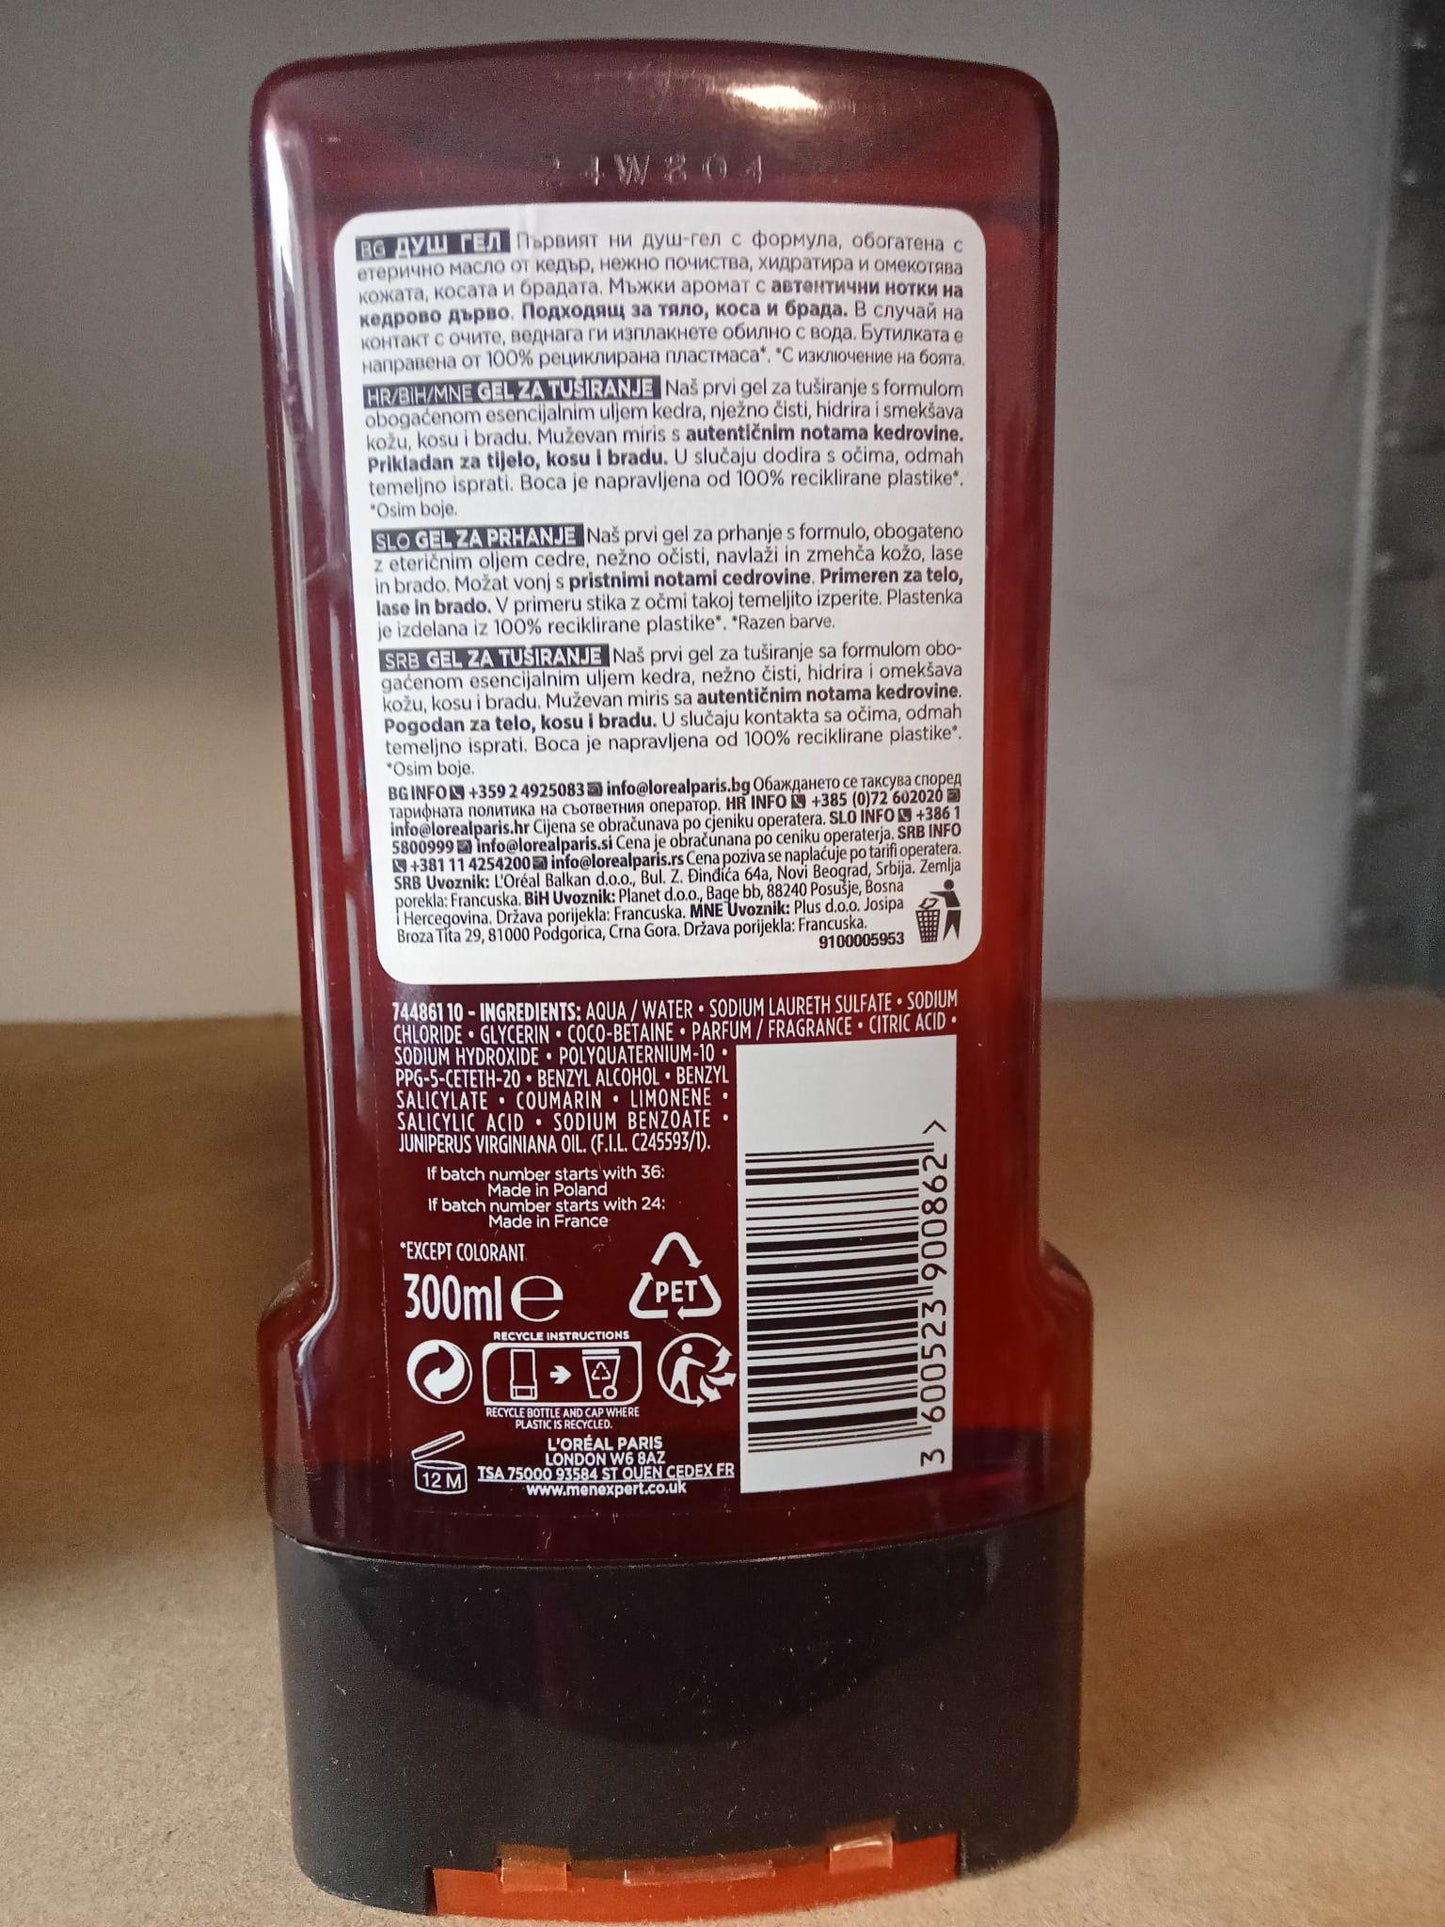 24W804
BG ДУШ ГЕЛ Първият ни душ-гел с формула, обогатена с
етерично масло от кедър, нежно почиства, хидратира и омекотява
кожата, косата и брадата. Мъжки аромат с автентични нотки на
кедрово дърво. Подходящ за тяло, коса и брада. В случай на
контакт с очите, веднага ги изплакнете обилно с вода. Бутилката е
направена от 100% рециклирана пластмаса*. *С изключение на боята.
HR/BIH/MNE GEL ZA TUŠIRANJE Naš prvi gel za tuširanje s formulom
obogaćenom esencijalnim uljem kedra, nježno čisti, hidrira i smekšava
kožu, kosu i bradu. Muževan miris s autentičnim notama kedrovine.
Prikladan za tijelo, kosu i bradu. U slučaju dodira s očima, odmah
temeljno isprati. Boca je napravljena od 100% reciklirane plastike*.
*Osim boje.
SLO GEL ZA PRHANJE Naš prvi gel za prhanje s formulo, obogateno
z eteričnim oljem cedre, nežno očisti, navlaži in zmehča kožo, lase
in brado. Možat vonj s pristnimi notami cedrovine. Primeren za telo,
lase in brado. V primeru stika z očmi takoj temeljito izperite. Plastenka
je izdelana iz 100% reciklirane plastike*. *Razen barve.
SRB GEL ZA TUŠIRANJE Naš prvi gel za tuširanje sa formulom obo-
gaćenom esencijalnim uljem kedra, nežno čisti, hidrira i omekšava
kožu, kosu i bradu. Muževan miris sa autentičnim notama kedrovine.
Pogodan za telo, kosu i bradu. U slučaju kontakta sa očima, odmah
temeljno isprati. Boca je napravljena od 100% reciklirane plastike*.
*Osim boje.
BG INFO +359 2 4925083 info@lorealparis.bg Обаждането се таксува според
тарифната политика на съответния оператор. HR INFO +385 (0)72 602020
info@lorealparis.hr Cijena se obračunava po cjeniku operatera. SLO INFO +386 1
5800999 info@lorealparis.si Cena je obračunana po ceniku operaterja. SRB INFO
+381 11 4254200 info@lorealparis.rs Cena poziva se naplaćuje po tarifi operatera.
SRB Uvoznik: L'Oréal Balkan d.o.o., Bul. Z. Đinđića 64a, Novi Beograd, Srbija. Zemlja
porekla: Francuska. BiH Uvoznik: Planet d.o.o., Bage bb, 88240 Posušje, Bosna
i Hercegovina. Država porijekla: Francuska. MNE Uvoznik: Plus d.o.o. Josipa
Broza Tita 29, 81000 Podgorica, Crna Gora. Država porijekla: Francuska.
9100005953
7448611 10 - INGREDIENTS: AQUA / WATER • SODIUM LAURETH SULFATE • SODIUM
CHLORIDE • GLYCERIN • COCO-BETAINE • PARFUM / FRAGRANCE • CITRIC ACID •
SODIUM HYDROXIDE • POLYQUATERNIUM-10 •
PPG-5-CETETH-20 • BENZYL ALCOHOL • BENZYL
SALICYLATE • COUMARIN • LIMONENE •
SALICYLIC ACID • SODIUM BENZOATE •
JUNIPERUS VIRGINIANA OIL. (F.I.L. C245593/1).
If batch number starts with 36:
Made in Poland
If batch number starts with 24:
Made in France
*EXCEPT COLORANT
300ml e
PET
RECYCLE INSTRUCTIONS
RECYCLE BOTTLE AND CAP WHERE
PLASTIC IS RECYCLED.
12 M
L'ORÉAL PARIS
LONDON W6 8AZ
TSA 75000 93584 ST OUEN CEDEX FR
www.menexpert.co.uk
3 600523 900862 >